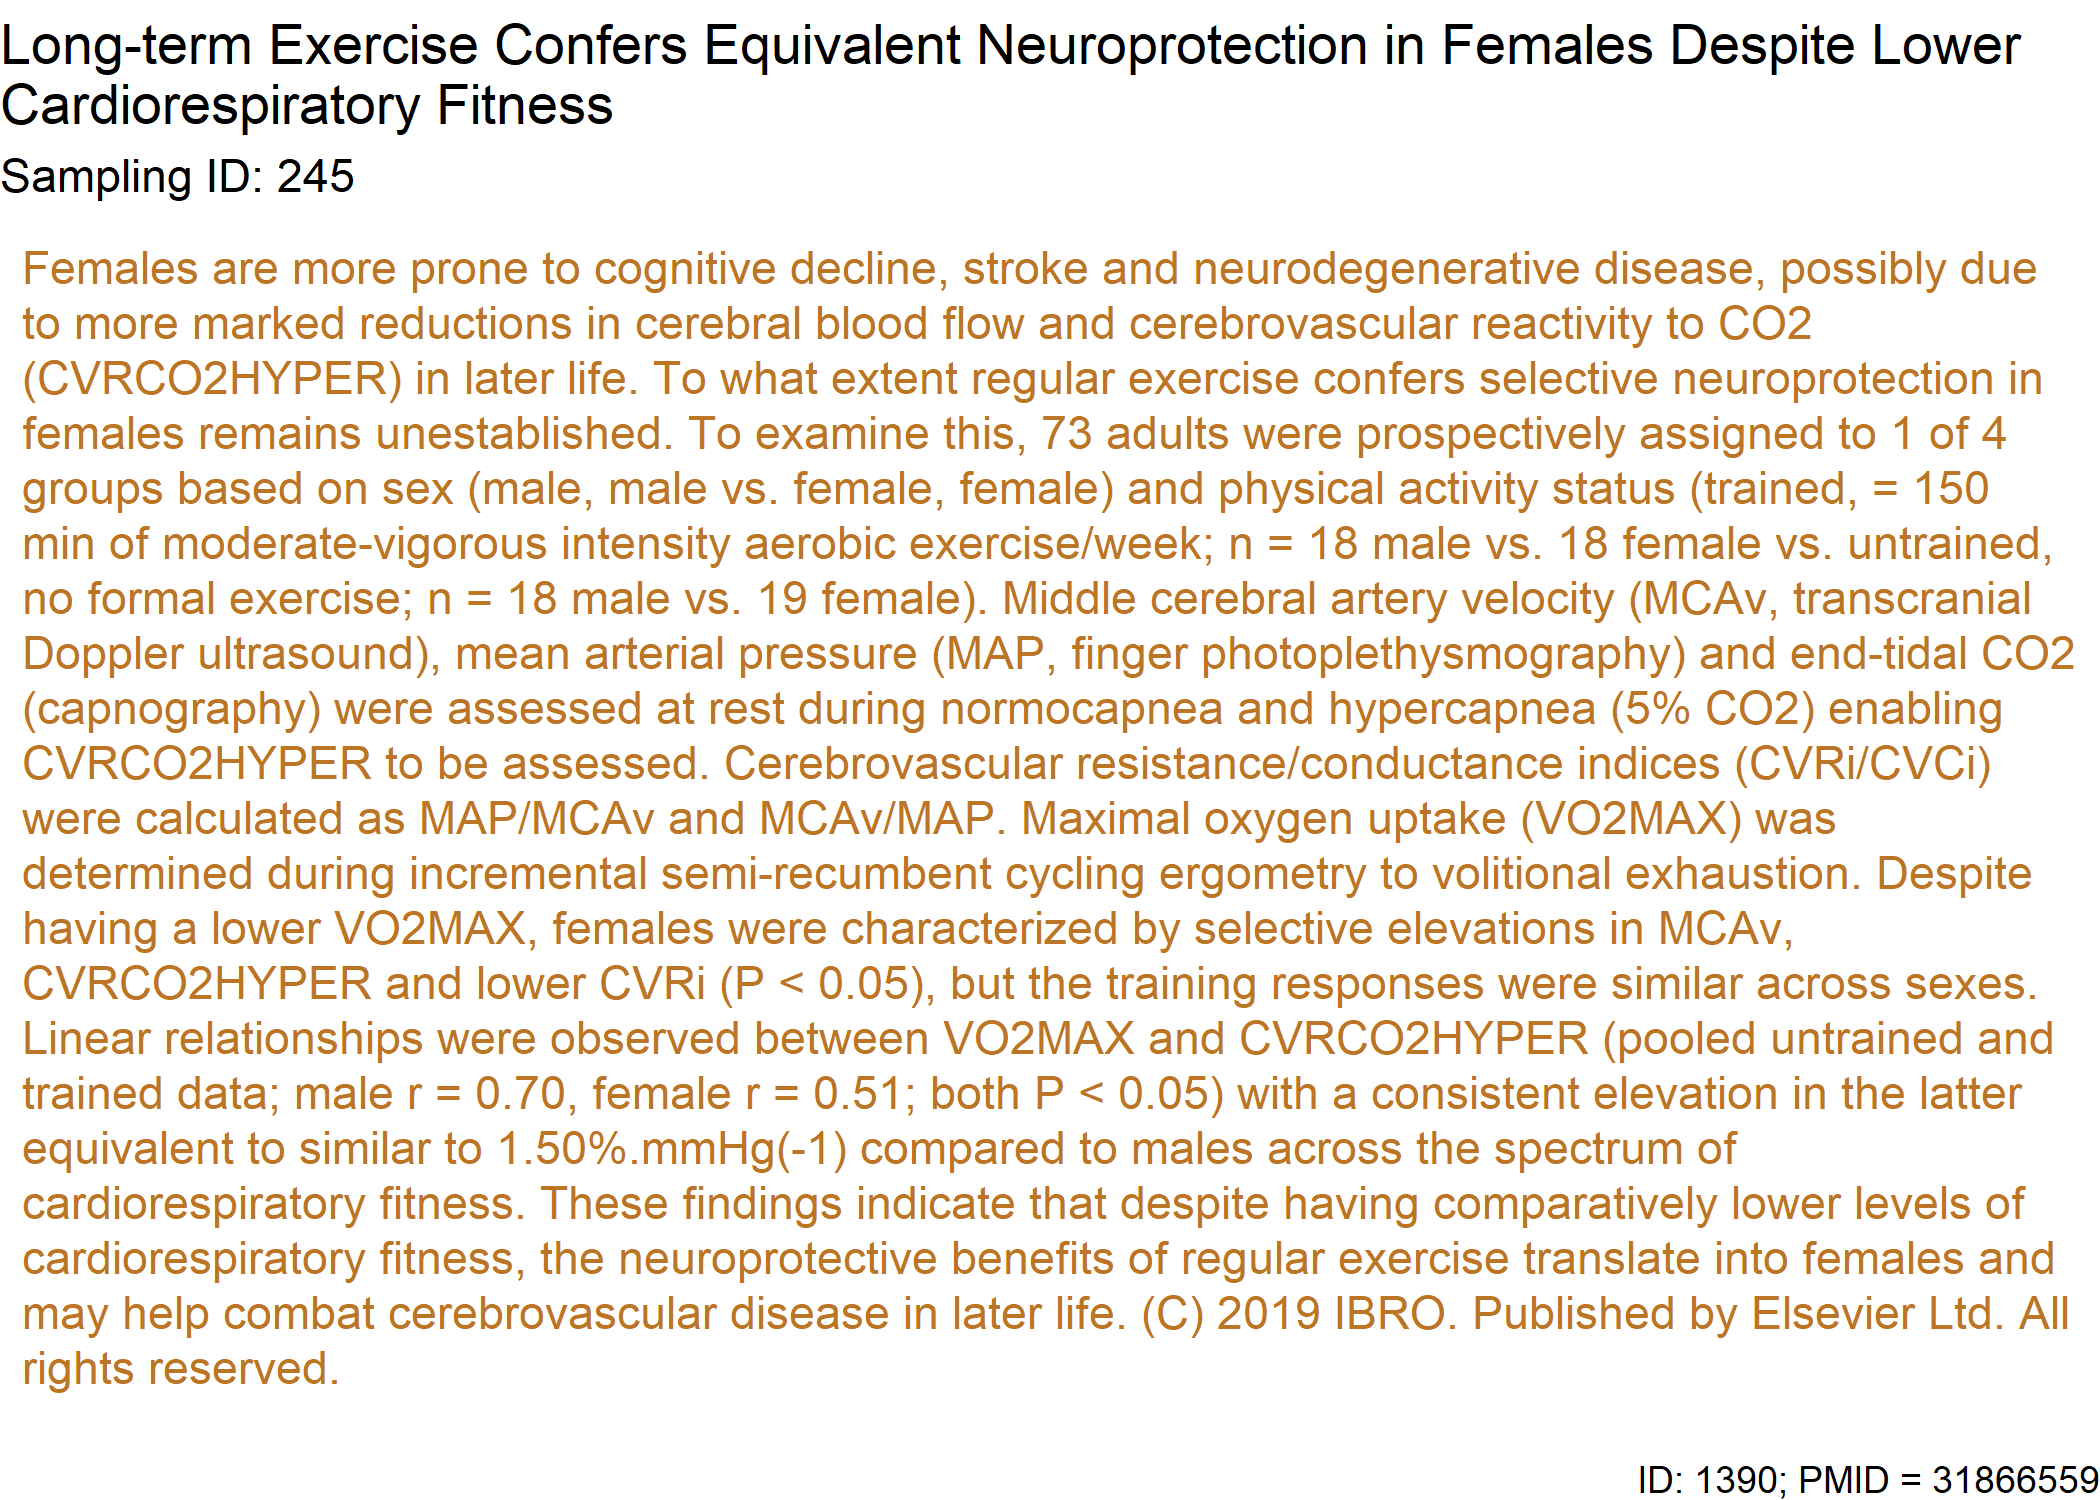 Long-term Exercise Confers Equivalent Neuroprotection in Females Despite Lower
Cardiorespiratory Fitness
Sampling ID: 245
Females are more prone to cognitive decline, stroke and neurodegenerative disease, possibly due
to more marked reductions in cerebral blood flow and cerebrovascular reactivity to CO2
(CVRCO2HYPER) in later life. To what extent regular exercise confers selective neuroprotection in
females remains unestablished. To examine this, 73 adults were prospectively assigned to 1 of 4
groups based on sex (male, male vs. female, female) and physical activity status (trained, = 150
min of moderate-vigorous intensity aerobic exercise/week; n = 18 male vs. 18 female vs. untrained,
no formal exercise; n = 18 male vs. 19 female). Middle cerebral artery velocity (MCAv, transcranial
Doppler ultrasound), mean arterial pressure (MAP, finger photoplethysmography) and end-tidal CO2
(capnography) were assessed at rest during normocapnea and hypercapnea (5% CO2) enabling
CVRCO2HYPER to be assessed. Cerebrovascular resistance/conductance indices (CVRi/CVCi)
were calculated as MAP/MCAv and MCAv/MAP. Maximal oxygen uptake (VO2MAX) was
determined during incremental semi-recumbent cycling ergometry to volitional exhaustion. Despite
having a lower VO2MAX, females were characterized by selective elevations in MCAv,
CVRCO2HYPER and lower CVRi (P < 0.05), but the training responses were similar across sexes.
Linear relationships were observed between VO2MAX and CVRCO2HYPER (pooled untrained and
trained data; male r = 0.70, female r = 0.51; both P < 0.05) with a consistent elevation in the latter
equivalent to similar to 1.50%.mmHg(-1) compared to males across the spectrum of
cardiorespiratory fitness. These findings indicate that despite having comparatively lower levels of
cardiorespiratory fitness, the neuroprotective benefits of regular exercise translate into females and
may help combat cerebrovascular disease in later life. (C) 2019 IBRO. Published by Elsevier Ltd. All
rights reserved.
ID: 1390; PMID = 31866559